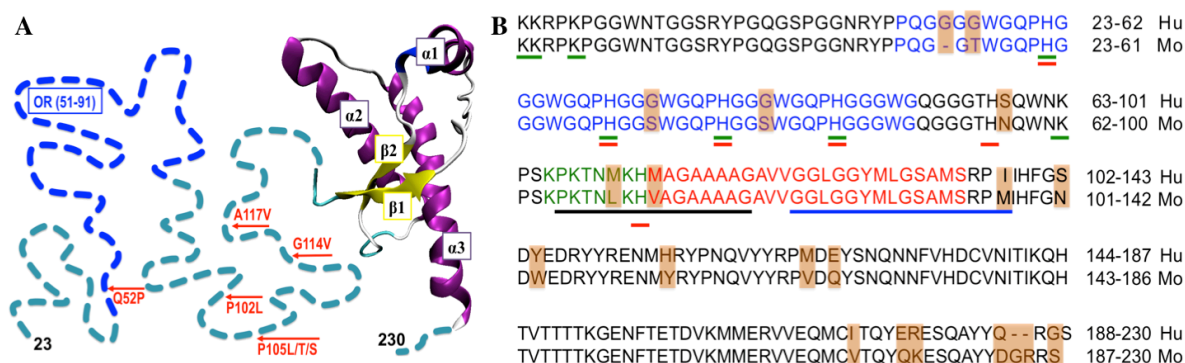 A
OR (51-91)
α1
α2
β2
β1
α3
A117V
G114V
Q52P
P102L
P105L/T/S
23
230
B
KKRPKPGGWNTGGSRYPGQGSPGGNRYPPQGGGGWGQPHG 23-62 Hu
KKRPKPGGWNTGGSRYPGQGSPGGNRYPPQG-GTWGQPHG 23-61 Mo
GGWGQPHGGGWGQPHGGGWGQPHGGGWGQGGGTHSQWNK 63-101 Hu
GGWGQPHGGSWGQPHGGSWGQPHGGGWGQGGGTHNQWNK 62-100 Mo
PSKPKTNMKHMAGAAAAGAVVGGLGGYMLGSAMSRPIIHFGS 102-143 Hu
PSKPKTNLKHVAGAAAAGAVVGGLGGYMLGSAMSRPMIHFGN 101-142 Mo
DYEDRYYRENMHRYPNQVYYRPMDEYSNQNNFVHDCVNITIKQH 144-187 Hu
DWEDRYYRENMYRYPNQVYYRPVDQYSNQNNFVHDCVNITIKQH 143-186 Mo
TVTTTTKGENFTETDVKMMERVVEQMCITQYERESQAYYQ--RGS 188-230 Hu
TVTTTTKGENFTETDVKMMERVVEQMCVTQYQKESQAYYDGRRS 187-230 Mo